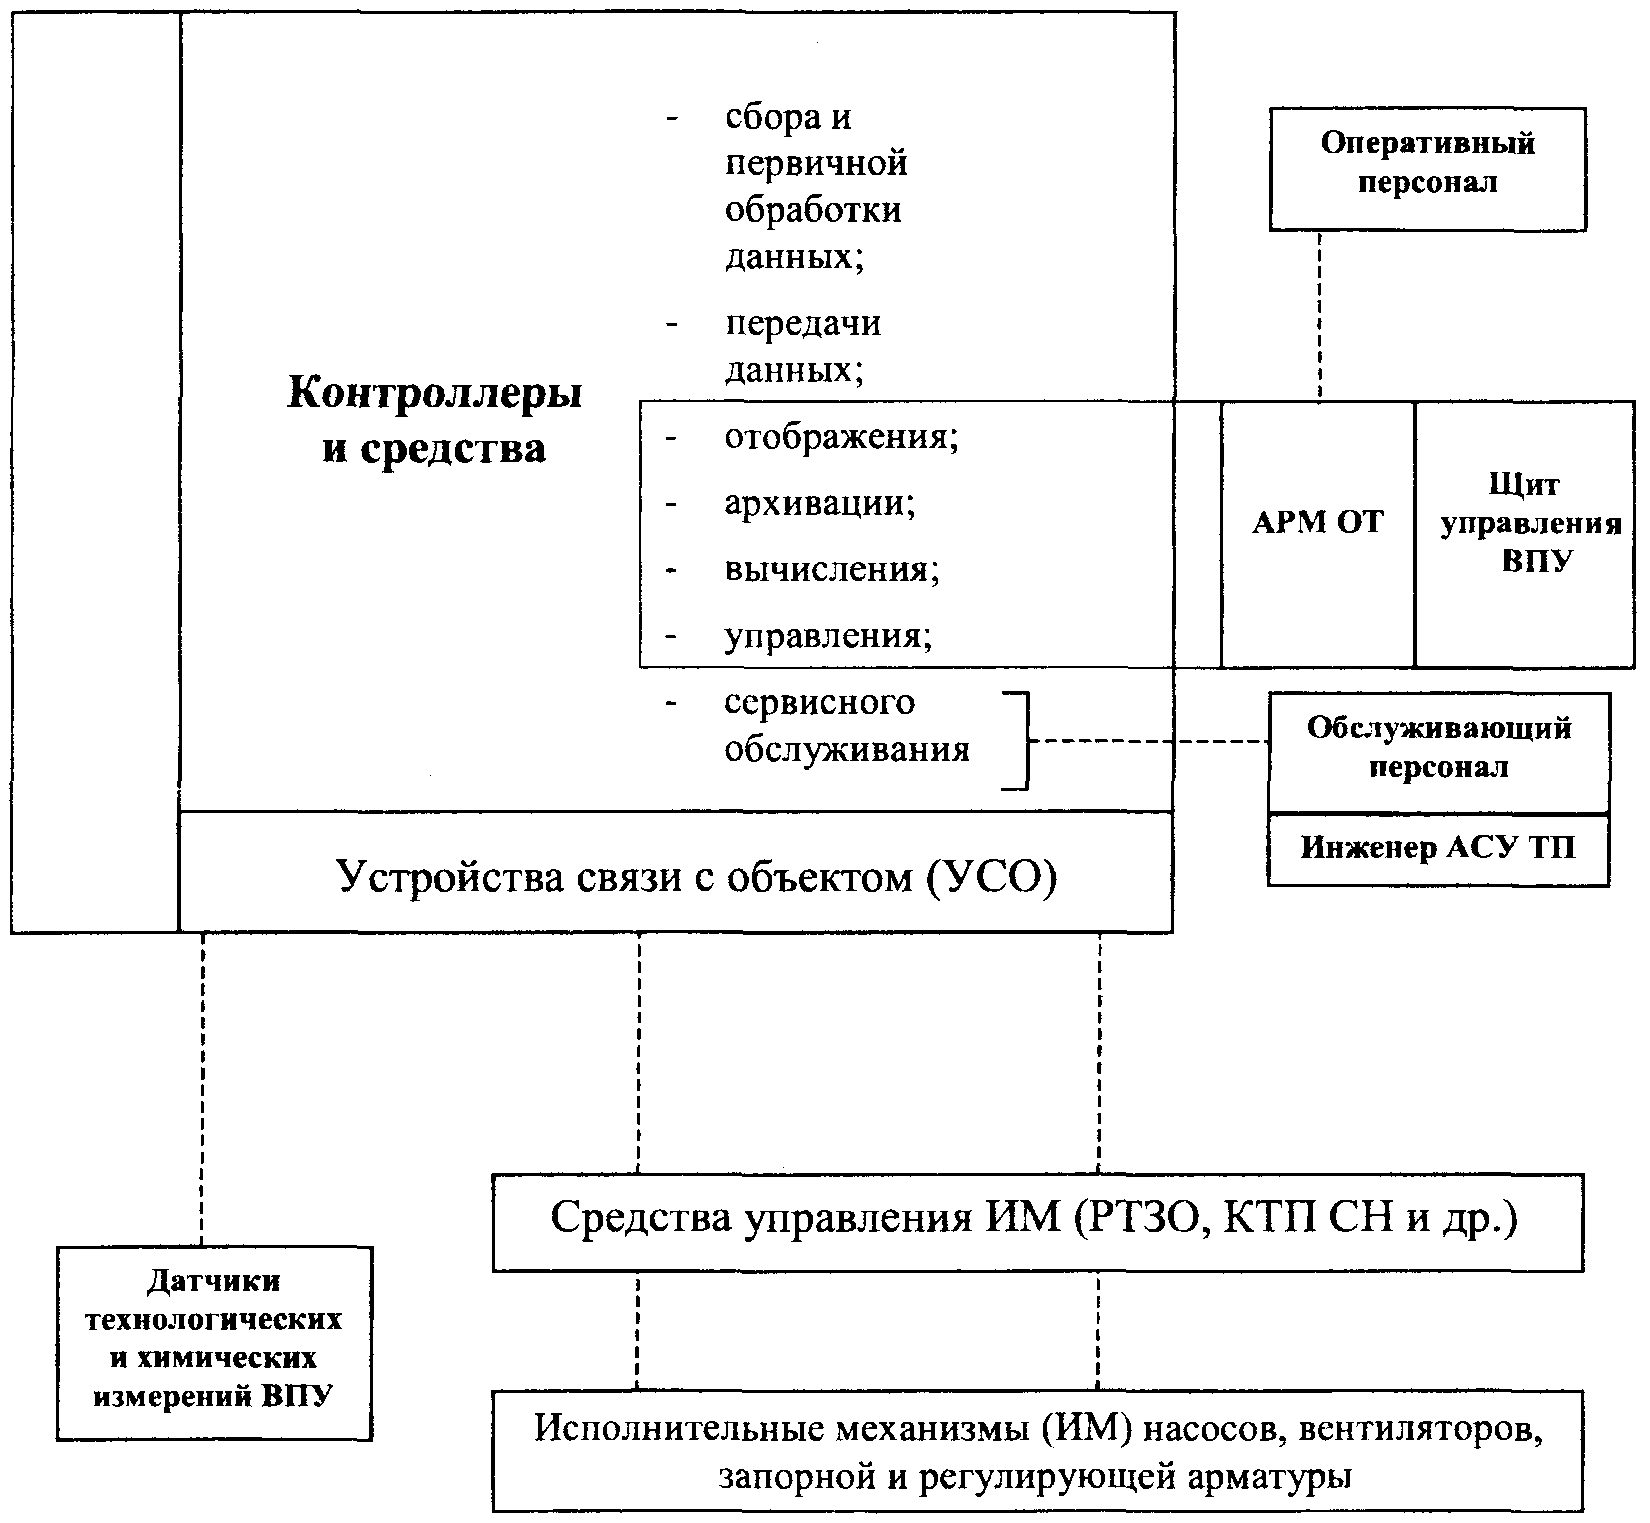 - сбора и
первичной
обработки
данных;
- передачи
данных;
Контроллеры
и средства
- отображения;
- архивации;
- вычисления;
- управления;
- сервисного
обслуживания
Оперативный
персонал
АРМ ОТ
Щит
управления
ВПУ
Обслуживающий
персонал
Инженер АСУ ТП
Устройства связи с объектом (УСО)
Средства управления ИМ (РТЗО, КТП СН и др.)
Датчики
технологических
и химических
измерений ВПУ
Исполнительные механизмы (ИМ) насосов, вентиляторов,
запорной и регулирующей арматуры